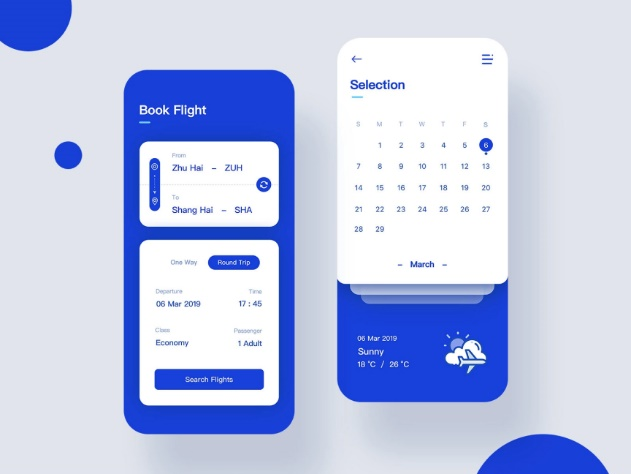 Book Flight
From
Zhu Hai – ZUH
To
Shang Hai – SHA
One Way Round Trip
Departure Time
06 Mar 2019 17 : 45
Class Passenger
Economy 1 Adult
Search Flights
Selection
S M T W T F S
1 2 3 4 5 6
7 8 9 10 11 12 13
14 15 16 17 18 19 20
21 22 23 24 25 26 27
28 29
– March –
06 Mar 2019
Sunny
18 °C / 26 °C